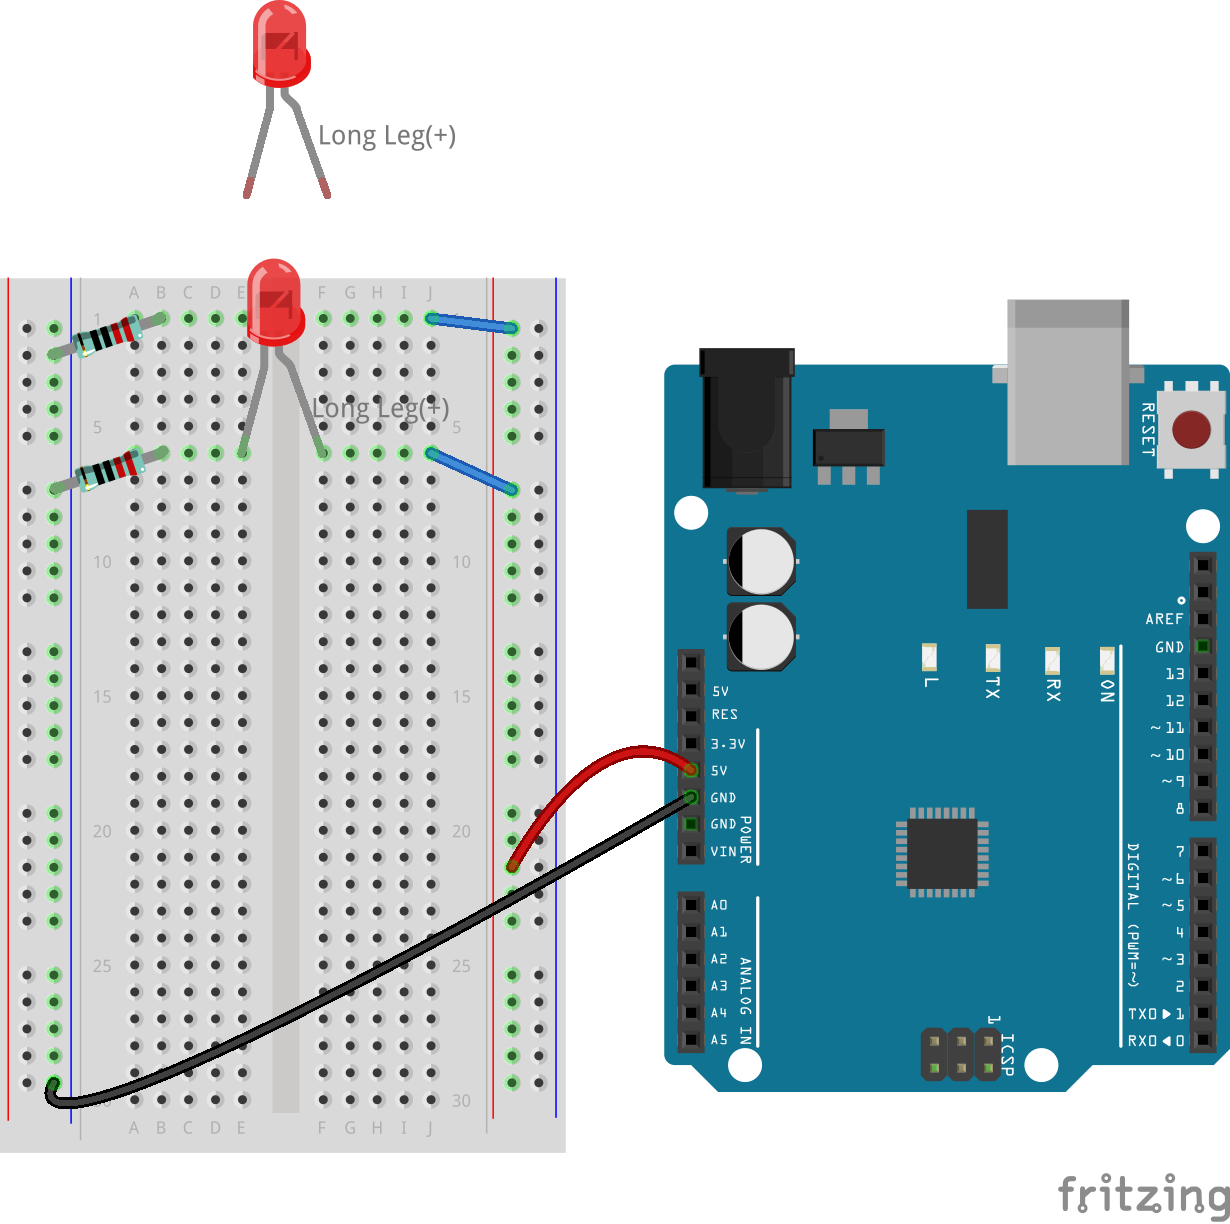 Long Leg(+)
A B C D E F G H I J
1
Long Leg(+)
5 5
10 10
15 15
20 20
25 25
30
A B C D E F G H I J
RESET
AREF
GND
13
12
~11
~10
~9
8
L
TX
RX
ON
5V
RES
3.3V
5V
GND
GND
VIN
POWER
A0
A1
A2
A3
A4
A5
ANALOG IN
7
~6
~5
4
~3
2
TX0▶1
RX0◀0
DIGITAL (PWM=~)
1
ICSP
fritzing